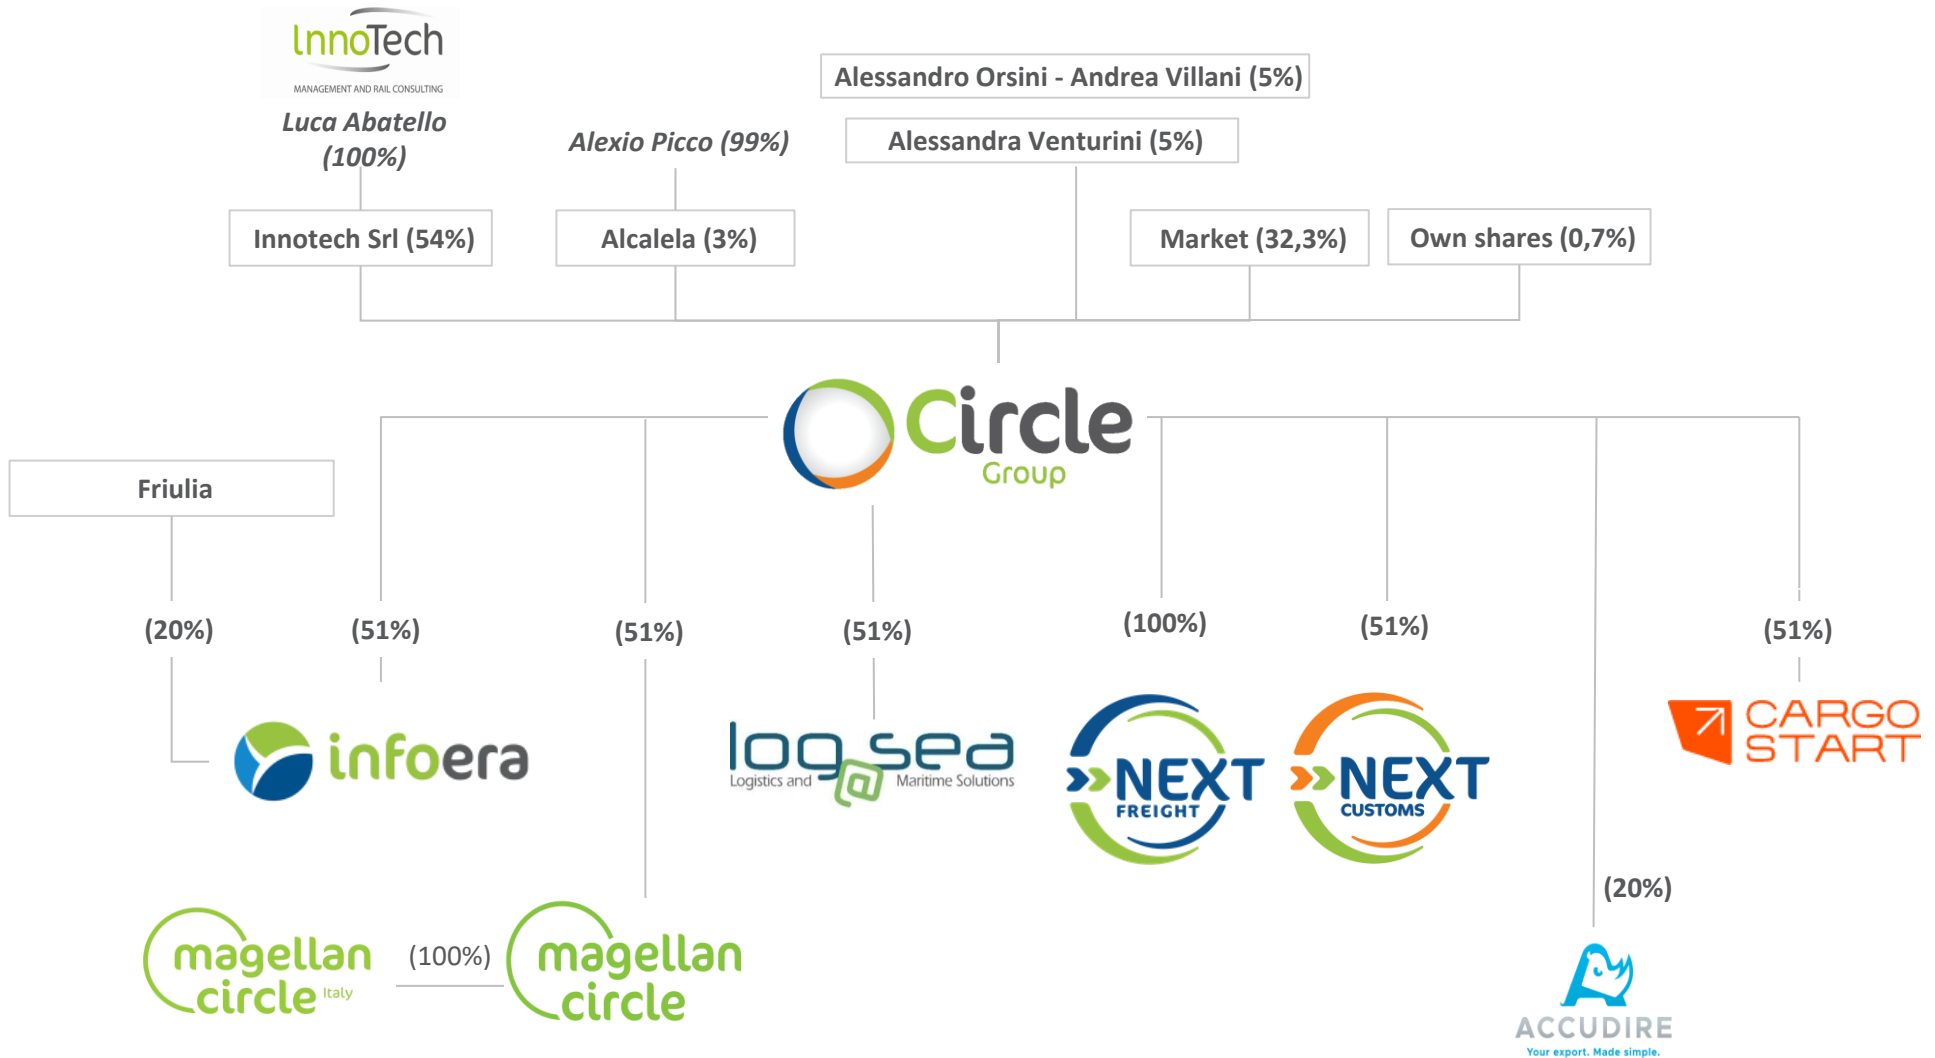 InnoTech
MANAGEMENT AND RAIL CONSULTING
Luca Abatello
(100%)
Alexio Picco (99%)
Alessandro Orsini - Andrea Villani (5%)
Alessandra Venturini (5%)
Innotech Srl (54%)
Alcalela (3%)
Market (32,3%)
Own shares (0,7%)
Circle
Group
Friulia
(20%)
(51%)
(51%)
(51%)
(100%)
(51%)
(51%)
infoera
log@sea
Logistics and Maritime Solutions
NEXT
FREIGHT
NEXT
CUSTOMS
CARGO
START
(20%)
magellan
circle Italy
(100%)
magellan
circle
ACCUDIRE
Your export. Made simple.